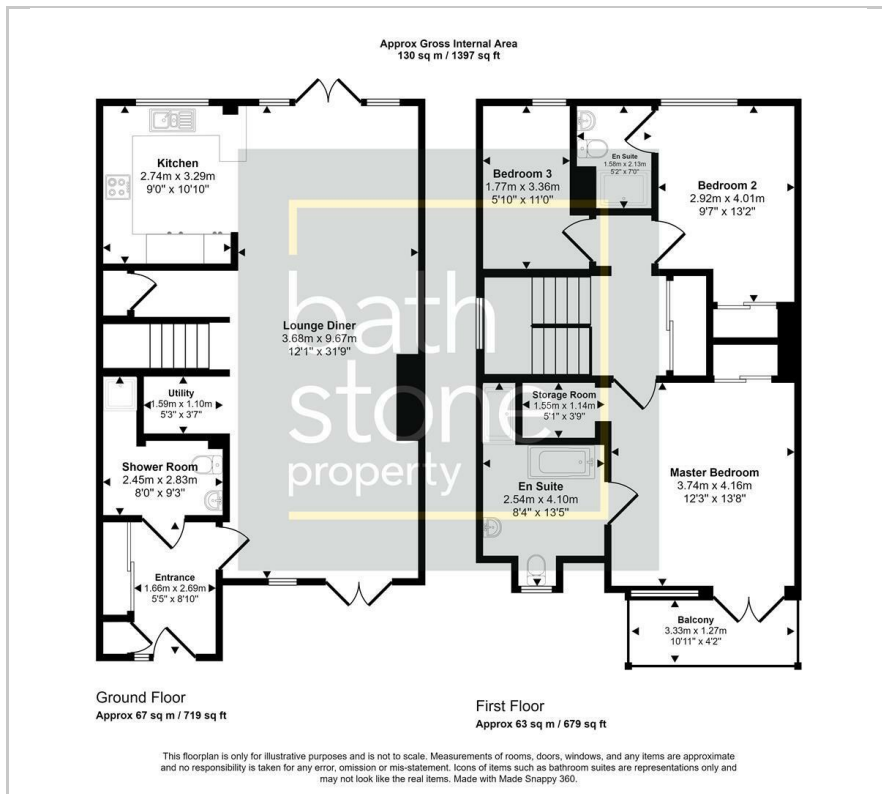 Approx Gross Internal Area
130 sq m / 1397 sq ft
Kitchen
2.74m x 3.29m
9'0" x 10'10"
Lounge Diner
3.68m x 9.67m
12'1" x 31'9"
Utility
1.59m x 1.10m
5'3" x 3'7"
Shower Room
2.45m x 2.83m
8'0" x 9'3"
Entrance
1.66m x 2.69m
5'5" x 8'10"
Ground Floor
Approx 67 sq m / 719 sq ft
Bedroom 3
1.77m x 3.36m
5'10" x 11'0"
En Suite
1.58m x 2.13m
5'2" x 7'0"
Bedroom 2
2.92m x 4.01m
9'7" x 13'2"
Storage Room
1.55m x 1.14m
5'1" x 3'9"
En Suite
2.54m x 4.10m
8'4" x 13'5"
Master Bedroom
3.74m x 4.16m
12'3" x 13'8"
Balcony
3.33m x 1.27m
10'11" x 4'2"
First Floor
Approx 63 sq m / 679 sq ft
bath
stone
property
This floorplan is only for illustrative purposes and is not to scale. Measurements of rooms, doors, windows, and any items are approximate
and no responsibility is taken for any error, omission or mis-statement. Icons of items such as bathroom suites are representations only and
may not look like the real items. Made with Made Snappy 360.